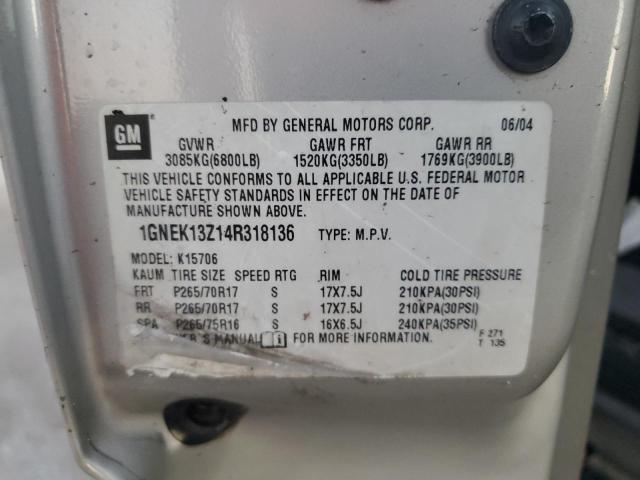 GM
MFD BY GENERAL MOTORS CORP. 06/04
GVWR GAWR FRT GAWR RR
3085KG(6800LB) 1520KG(3350LB) 1769KG(3900LB)
THIS VEHICLE CONFORMS TO ALL APPLICABLE U.S. FEDERAL MOTOR
VEHICLE SAFETY STANDARDS IN EFFECT ON THE DATE OF
MANUFACTURE SHOWN ABOVE.
1GNEK13Z14R318136 TYPE: M.P.V.
MODEL: K15706
KAUM TIRE SIZE SPEED RTG RIM COLD TIRE PRESSURE
FRT P265/70R17 S 17X7.5J 210KPA(30PSI)
RR P265/70R17 S 17X7.5J 210KPA(30PSI)
SPA P265/75R16 S 16X6.5J 240KPA(35PSI)
MANUAL FOR MORE INFORMATION.
F 271
T 135